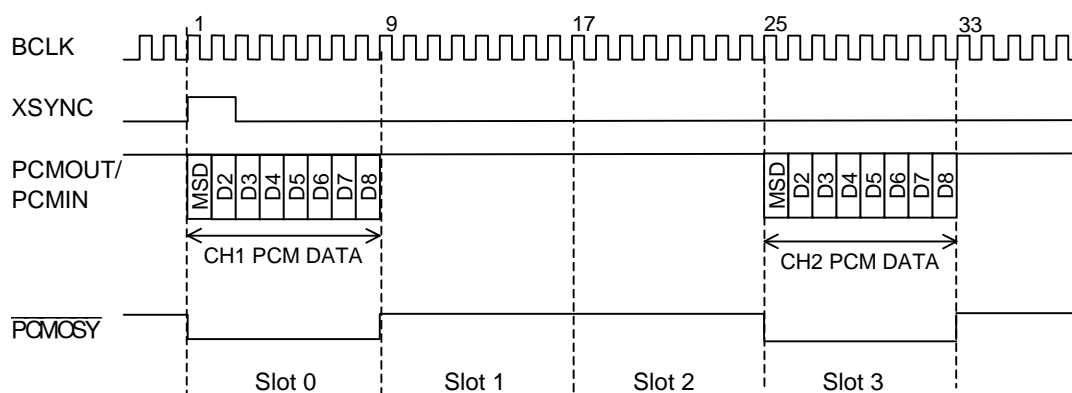 1 9 17 25 33
BCLK
XSYNC
PCMOUT/
PCMIN
MSD D2 D3 D4 D5 D6 D7 D8 MSD D2 D3 D4 D5 D6 D7 D8
CH1 PCM DATA CH2 PCM DATA
PCMOSY
Slot 0 Slot 1 Slot 2 Slot 3